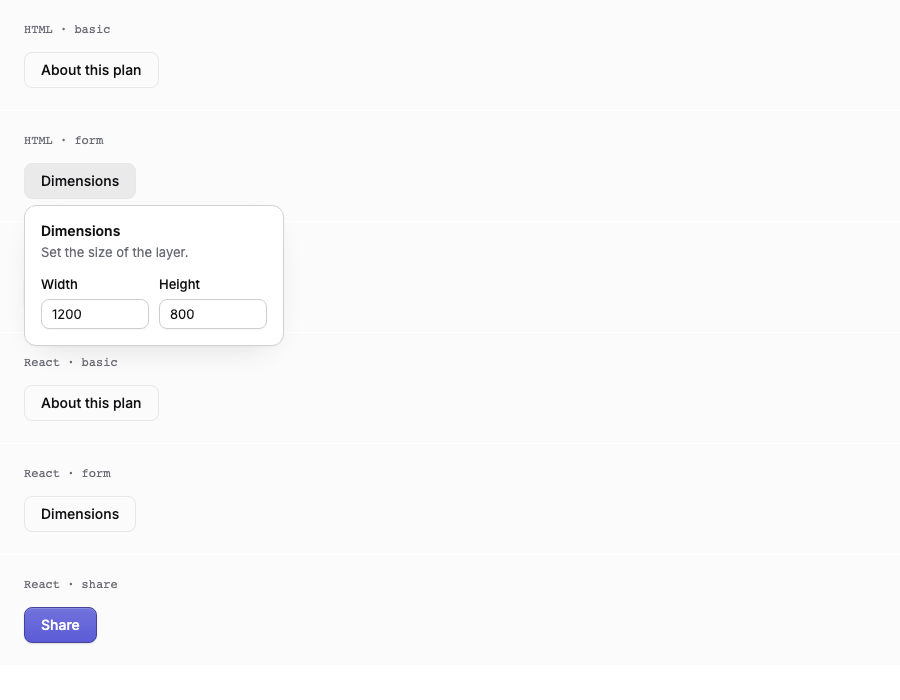 HTML · basic
About this plan
HTML · form
Dimensions
Dimensions
Set the size of the layer.
Width Height
1200 800
React · basic
About this plan
React · form
Dimensions
React · share
Share